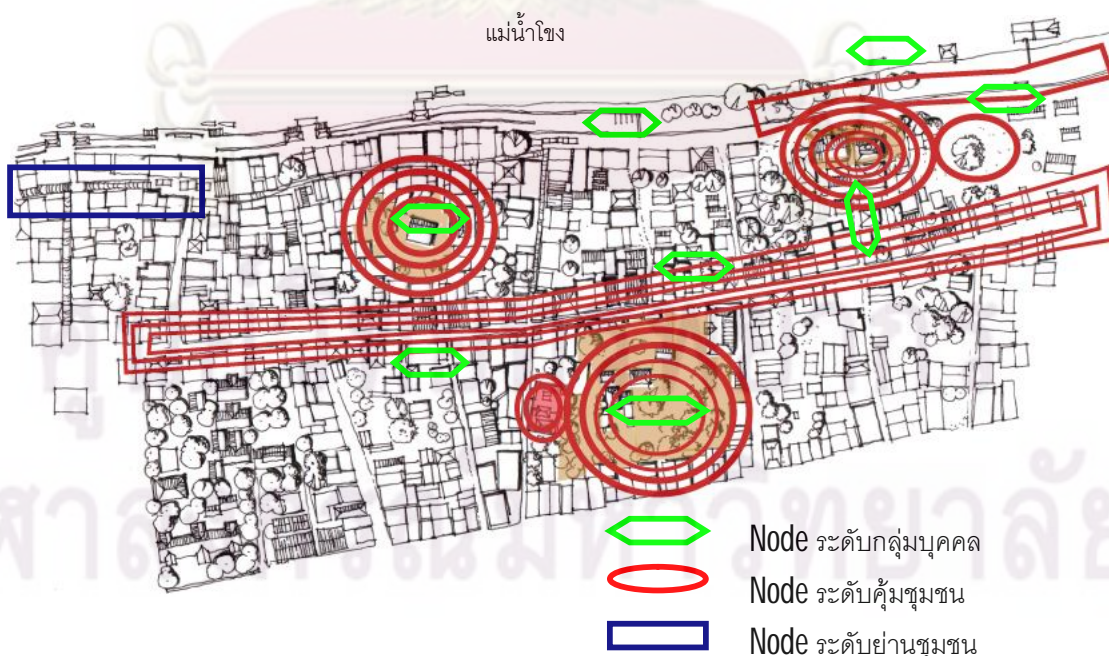 แม่น้ำโขง
Node ระดับกลุ่มบุคคล
Node ระดับคุ้มชุมชน
Node ระดับย่านชุมชน